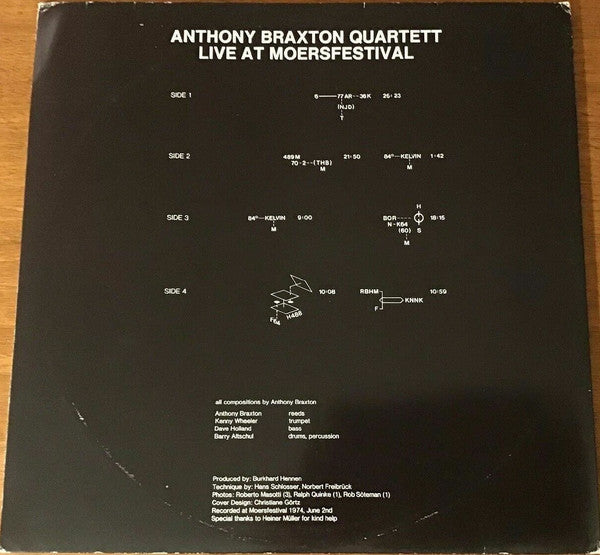 ANTHONY BRAXTON QUARTETT
LIVE AT MOERSFESTIVAL
SIDE 1
6—77AR--36K 25:23
(NJD)
T
SIDE 2
489M 21:50
70-2--(THB)
M
84°—KELVIN 1:42
M
SIDE 3
84°—KELVIN 9:00
M
H
BOR---- 18:15
N-K64
(60) S
M
SIDE 4
10:08
F64 H488
RBHM 10:59
KNNK
F
all compositions by Anthony Braxton
Anthony Braxton reeds
Kenny Wheeler trumpet
Dave Holland bass
Barry Altschul drums, percussion
Produced by: Burkhard Hennen
Technique by: Hans Schlosser, Norbert Freibrück
Photos: Roberto Masotti (3), Ralph Quinke (1), Rob Söteman (1)
Cover Design: Christiane Görtz
Recorded at Moersfestival 1974, June 2nd
Special thanks to Heiner Müller for kind help